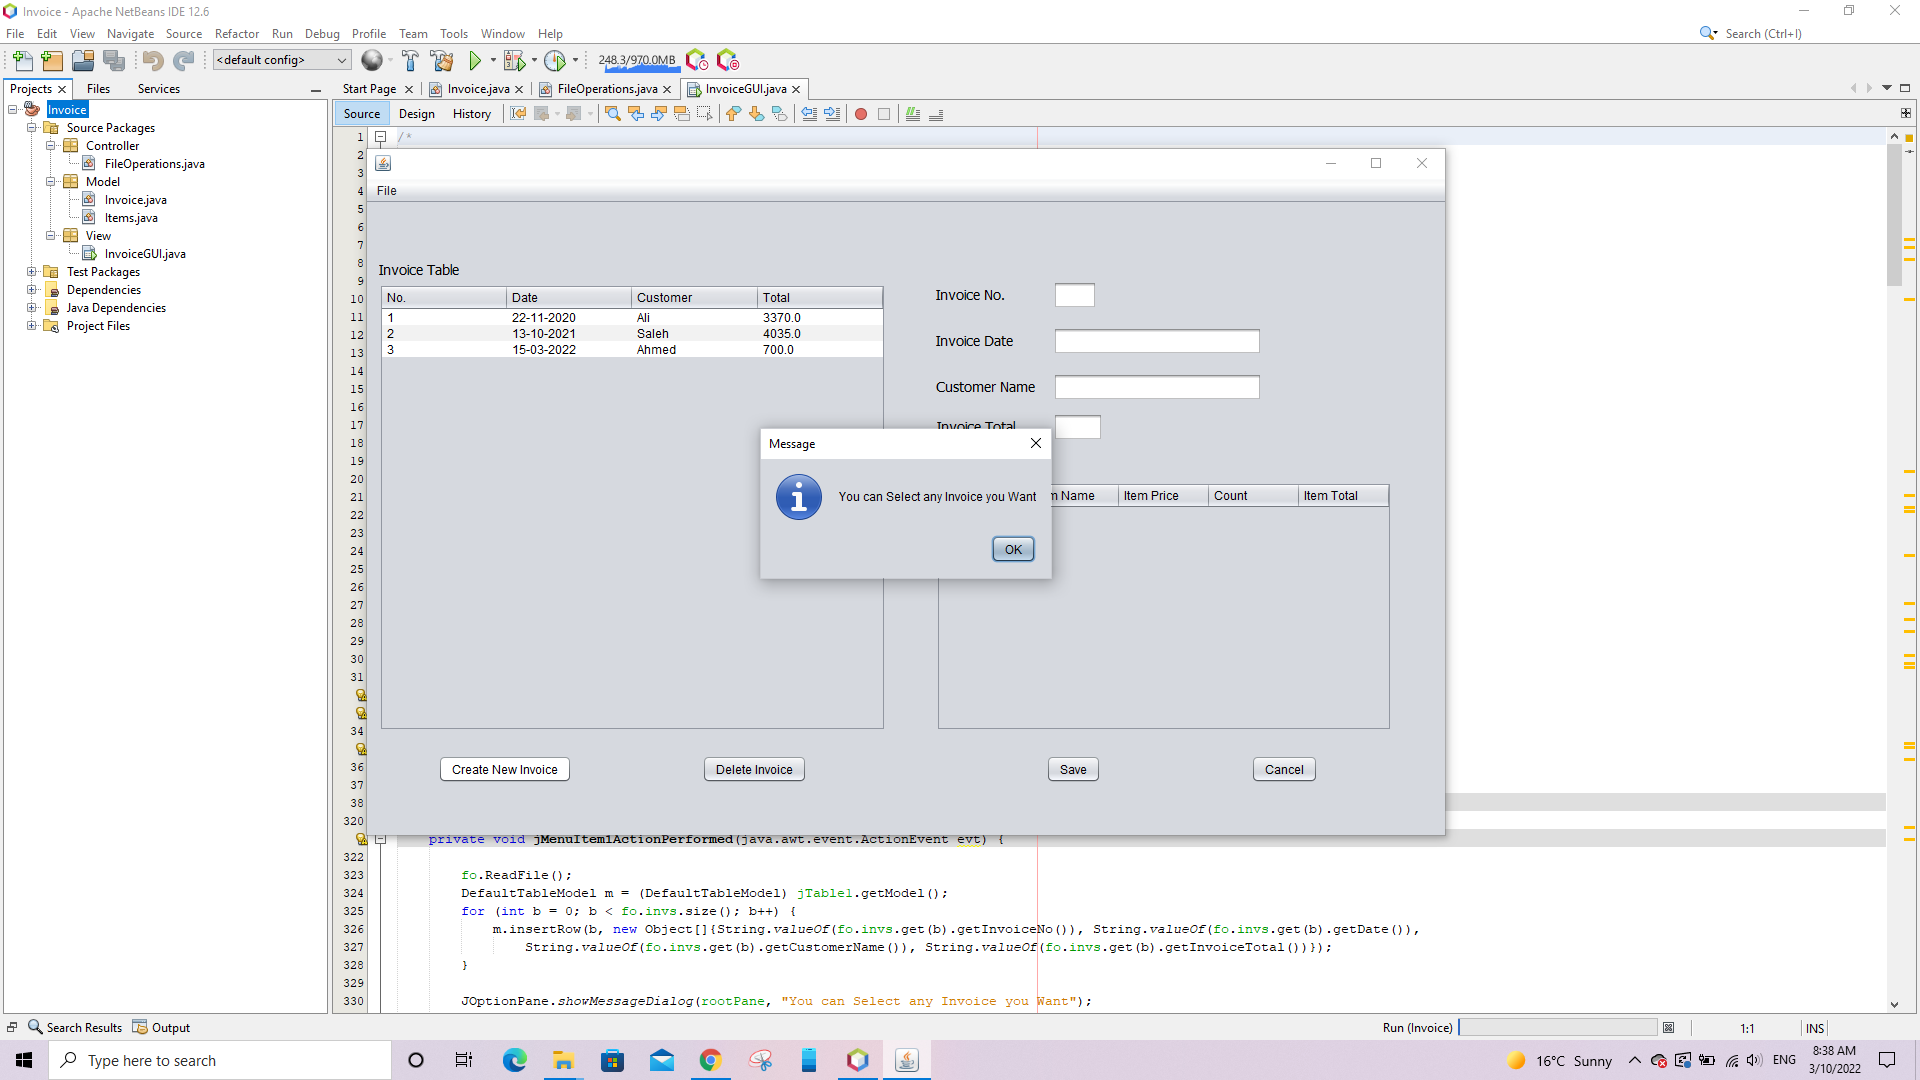 Invoice - Apache NetBeans IDE 12.6
File Edit View Navigate Source Refactor Run Debug Profile Team Tools Window Help
Search (Ctrl+I)
<default config>
248.3/970.0MB
Projects Files Services
Start Page Invoice.java FileOperations.java InvoiceGUI.java
Source Design History
Invoice
Source Packages
Controller
FileOperations.java
Model
Invoice.java
Items.java
View
InvoiceGUI.java
Test Packages
Dependencies
Java Dependencies
Project Files
1 /*
2
3
4
5
6
7
8
9
10
11
12
13
14
15
16
17
18
19
20
21
22
23
24
25
26
27
28
29
30
31
34
36
37
38
320
File
Invoice Table
No. Date Customer Total
1 22-11-2020 Ali 3370.0
2 13-10-2021 Saleh 4035.0
3 15-03-2022 Ahmed 700.0
Invoice No.
Invoice Date
Customer Name
Invoice Total
Message
You can Select any Invoice you Want
OK
m Name Item Price Count Item Total
Create New Invoice Delete Invoice Save Cancel
private void jMenuItem1ActionPerformed(java.awt.event.ActionEvent evt) {
322
323 fo.ReadFile();
324 DefaultTableModel m = (DefaultTableModel) jTable1.getModel();
325 for (int b = 0; b < fo.invs.size(); b++) {
326 m.insertRow(b, new Object[]{String.valueOf(fo.invs.get(b).getInvoiceNo()), String.valueOf(fo.invs.get(b).getDate()),
327 String.valueOf(fo.invs.get(b).getCustomerName()), String.valueOf(fo.invs.get(b).getInvoiceTotal())});
328 }
329
330 JOptionPane.showMessageDialog(rootPane, "You can Select any Invoice you Want");
Search Results Output
Run (Invoice)
1:1
INS
Type here to search
16°C Sunny
ENG
8:38 AM
3/10/2022